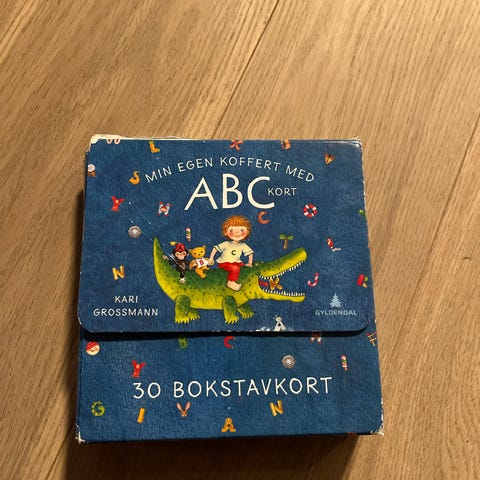 MIN EGEN KOFFERT MED
ABC KORT
C
KARI
GROSSMANN
GYLDENDAL
30 BOKSTAVKORT
G I V A N